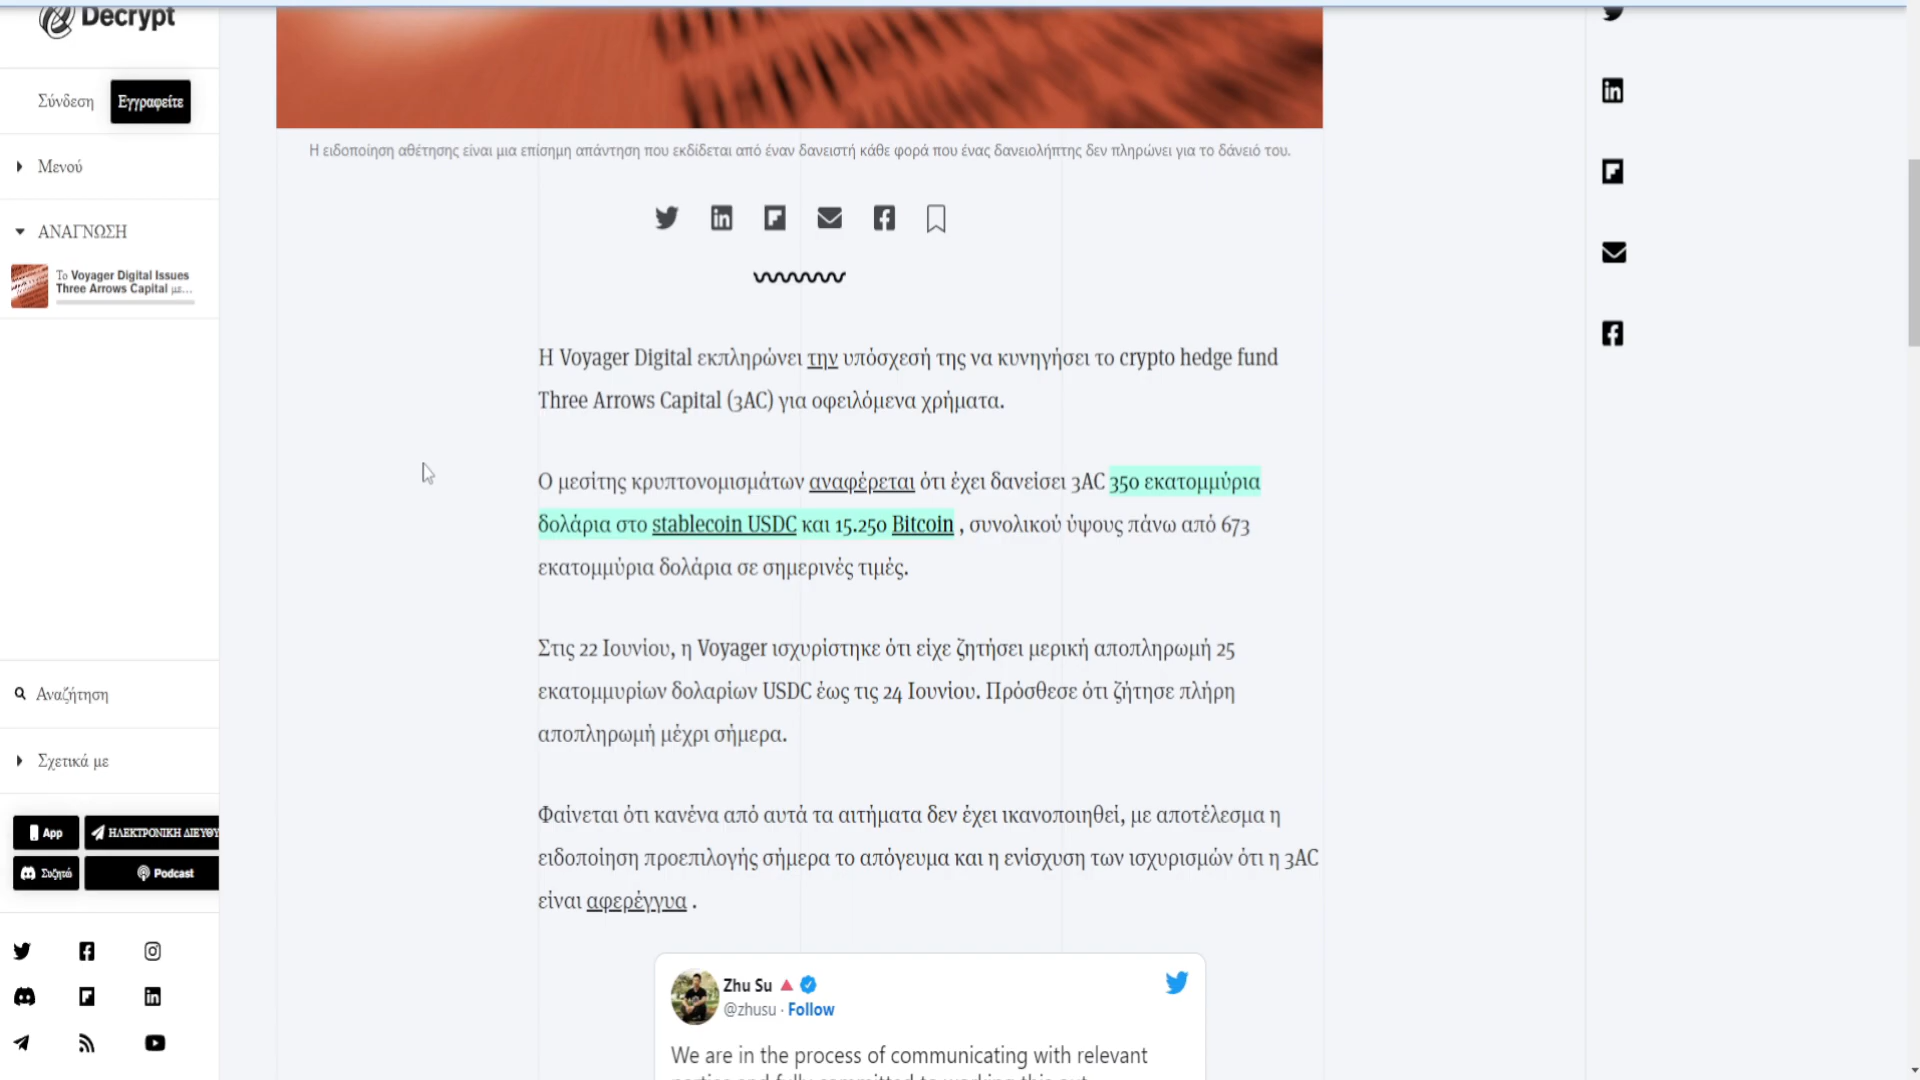 Decrypt
Σύνδεση
Εγγραφείτε
Μενού
ΑΝΑΓΝΩΣΗ
Το Voyager Digital Issues
Three Arrows Capital με...
Αναζήτηση
Σχετικά με
App
ΗΛΕΚΤΡΟΝΙΚΗ ΔΙΕΥΘΥ
Συζητώ
Podcast
Η ειδοποίηση αθέτησης είναι μια επίσημη απάντηση που εκδίδεται από έναν δανειστή κάθε φορά που ένας δανειολήπτης δεν πληρώνει για το δάνειό του.
Η Voyager Digital εκπληρώνει την υπόσχεσή της να κυνηγήσει το crypto hedge fund
Three Arrows Capital (3AC) για οφειλόμενα χρήματα.
Ο μεσίτης κρυπτονομισμάτων αναφέρεται ότι έχει δανείσει 3AC 350 εκατομμύρια
δολάρια στο stablecoin USDC και 15.250 Bitcoin , συνολικού ύψους πάνω από 673
εκατομμύρια δολάρια σε σημερινές τιμές.
Στις 22 Ιουνίου, η Voyager ισχυρίστηκε ότι είχε ζητήσει μερική αποπληρωμή 25
εκατομμυρίων δολαρίων USDC έως τις 24 Ιουνίου. Πρόσθεσε ότι ζήτησε πλήρη
αποπληρωμή μέχρι σήμερα.
Φαίνεται ότι κανένα από αυτά τα αιτήματα δεν έχει ικανοποιηθεί, με αποτέλεσμα η
ειδοποίηση προεπιλογής σήμερα το απόγευμα και η ενίσχυση των ισχυρισμών ότι η 3AC
είναι αφερέγγυα .
Zhu Su
@zhusu · Follow
We are in the process of communicating with relevant